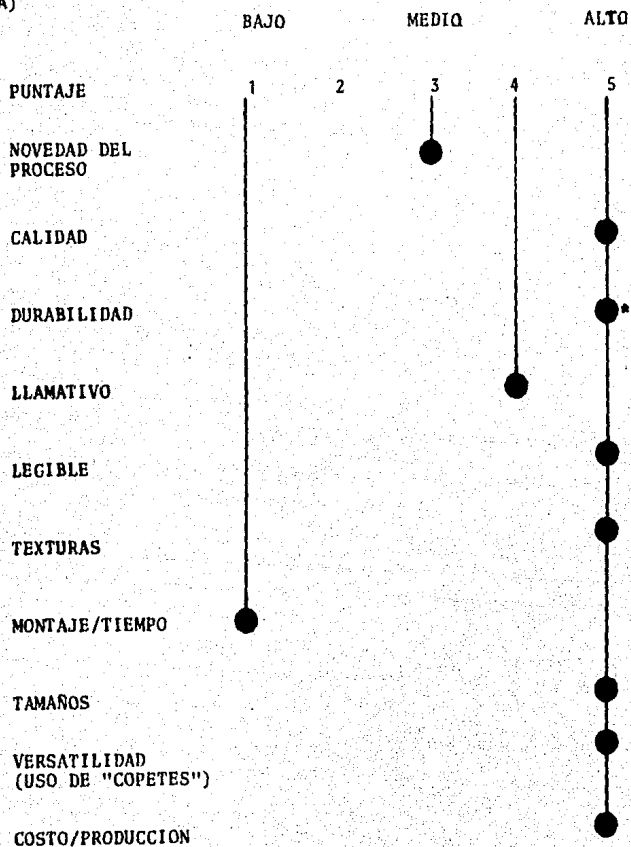 A)
BAJO MEDIO ALTO
PUNTAJE 1 2 3 4 5
NOVEDAD DEL
PROCESO
CALIDAD
DURABILIDAD *
LLAMATIVO
LEGIBLE
TEXTURAS
MONTAJE/TIEMPO
TAMAÑOS
VERSATILIDAD
(USO DE "COPETES")
COSTO/PRODUCCION